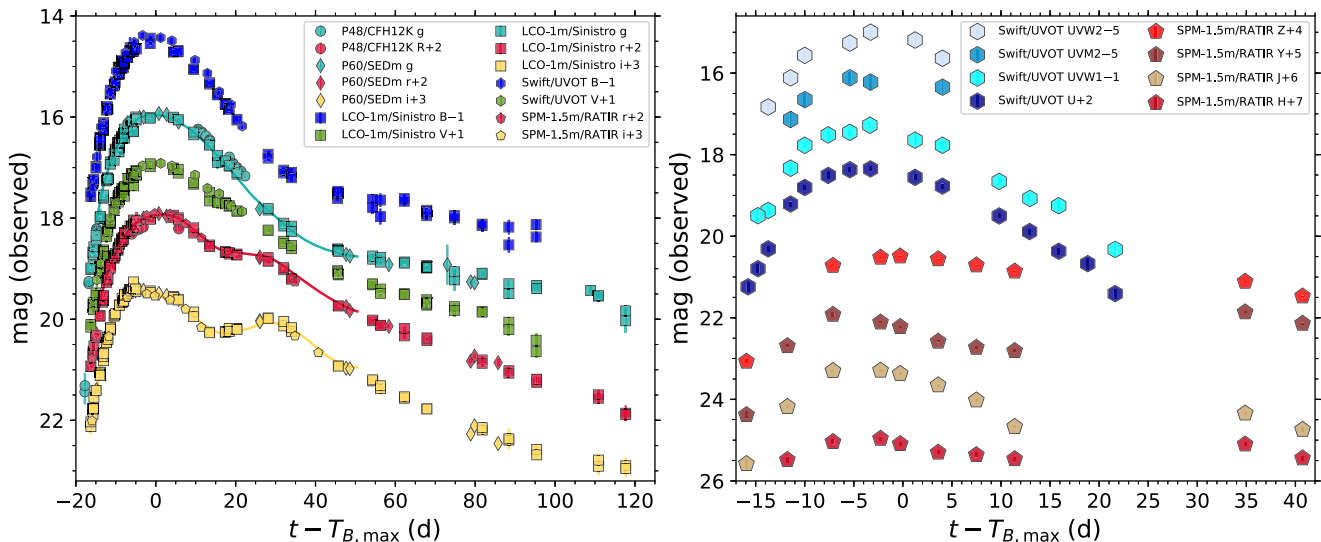 14
16
18
20
22
mag (observed)
−20
0
20
40
60
80
100
120
t − T_B,max (d)
P48/CFH12K g
P48/CFH12K R+2
P60/SEDm g
P60/SEDm r+2
P60/SEDm i+3
LCO-1m/Sinistro B−1
LCO-1m/Sinistro V+1
LCO-1m/Sinistro g
LCO-1m/Sinistro r+2
LCO-1m/Sinistro i+3
Swift/UVOT B−1
Swift/UVOT V+1
SPM-1.5m/RATIR r+2
SPM-1.5m/RATIR i+3
16
18
20
22
24
26
mag (observed)
−15
−10
−5
0
5
10
15
20
25
30
35
40
t − T_B,max (d)
Swift/UVOT UVW2−5
Swift/UVOT UVM2−5
Swift/UVOT UVW1−1
Swift/UVOT U+2
SPM-1.5m/RATIR Z+4
SPM-1.5m/RATIR Y+5
SPM-1.5m/RATIR J+6
SPM-1.5m/RATIR H+7